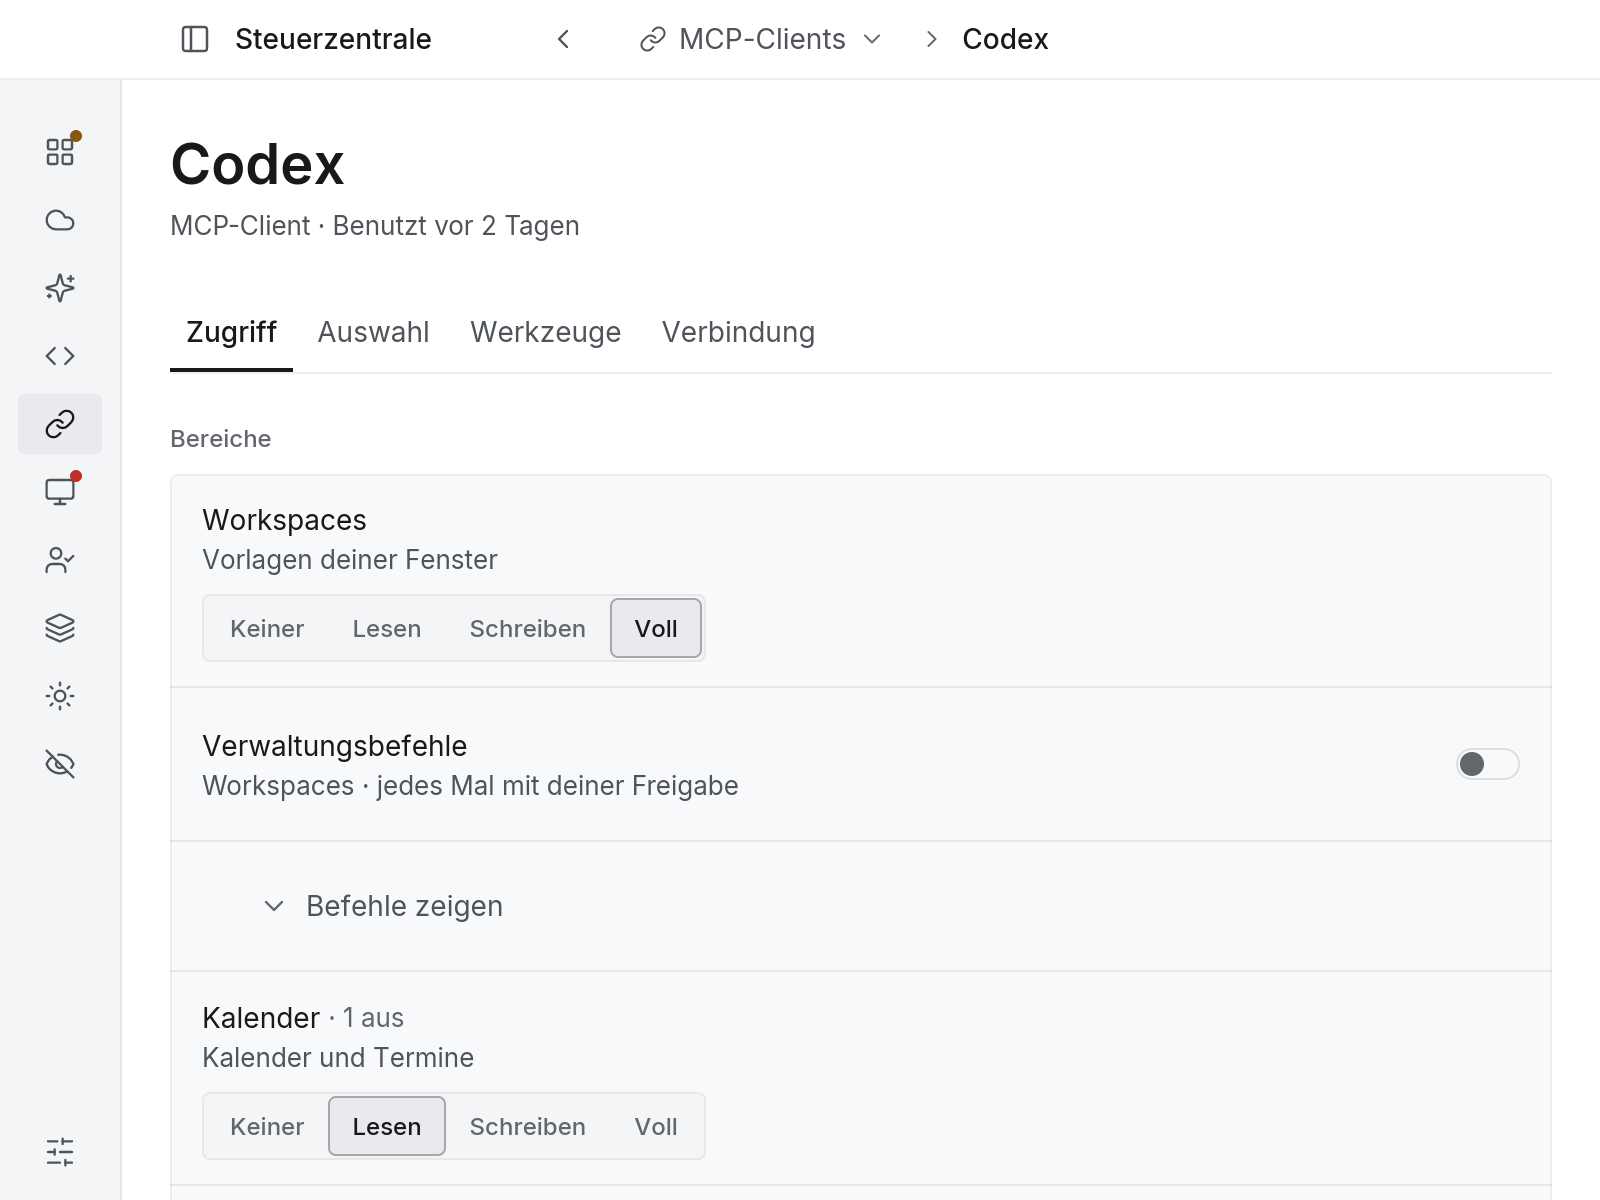 Steuerzentrale MCP-Clients Codex
Codex
MCP-Client · Benutzt vor 2 Tagen
Zugriff Auswahl Werkzeuge Verbindung
Bereiche
Workspaces
Vorlagen deiner Fenster
Keiner Lesen Schreiben Voll
Verwaltungsbefehle
Workspaces · jedes Mal mit deiner Freigabe
Befehle zeigen
Kalender · 1 aus
Kalender und Termine
Keiner Lesen Schreiben Voll